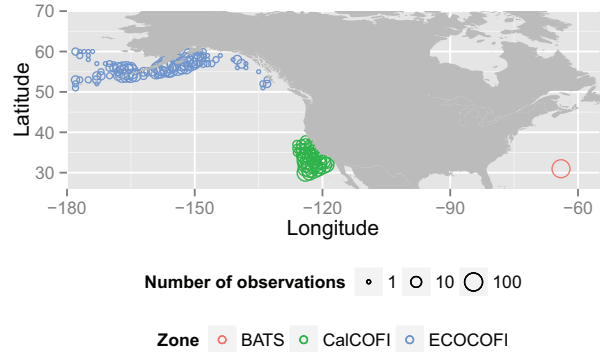 70
60
50
40
30
Latitude
−180 −150 −120 −90 −60
Longitude
Number of observations 1 10 100
Zone BATS CalCOFI ECOCOFI